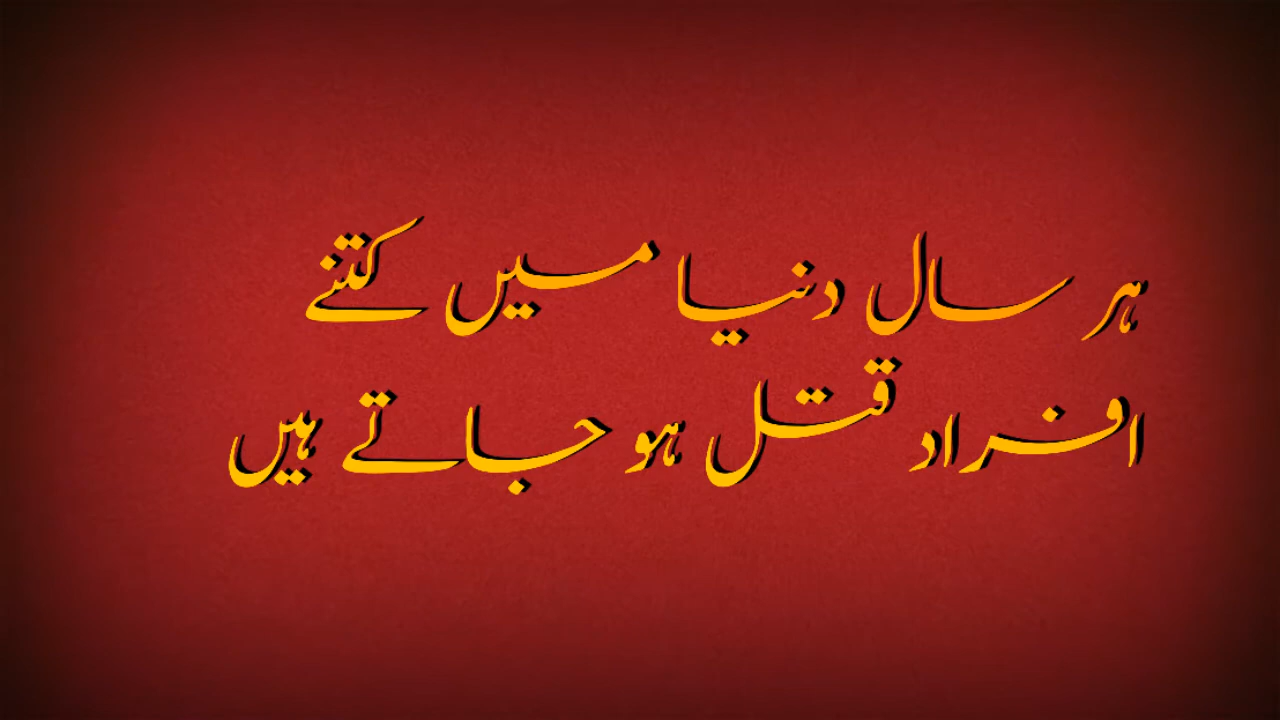 ہر سال دنیا میں کتنے
افراد قتل ہو جاتے ہیں